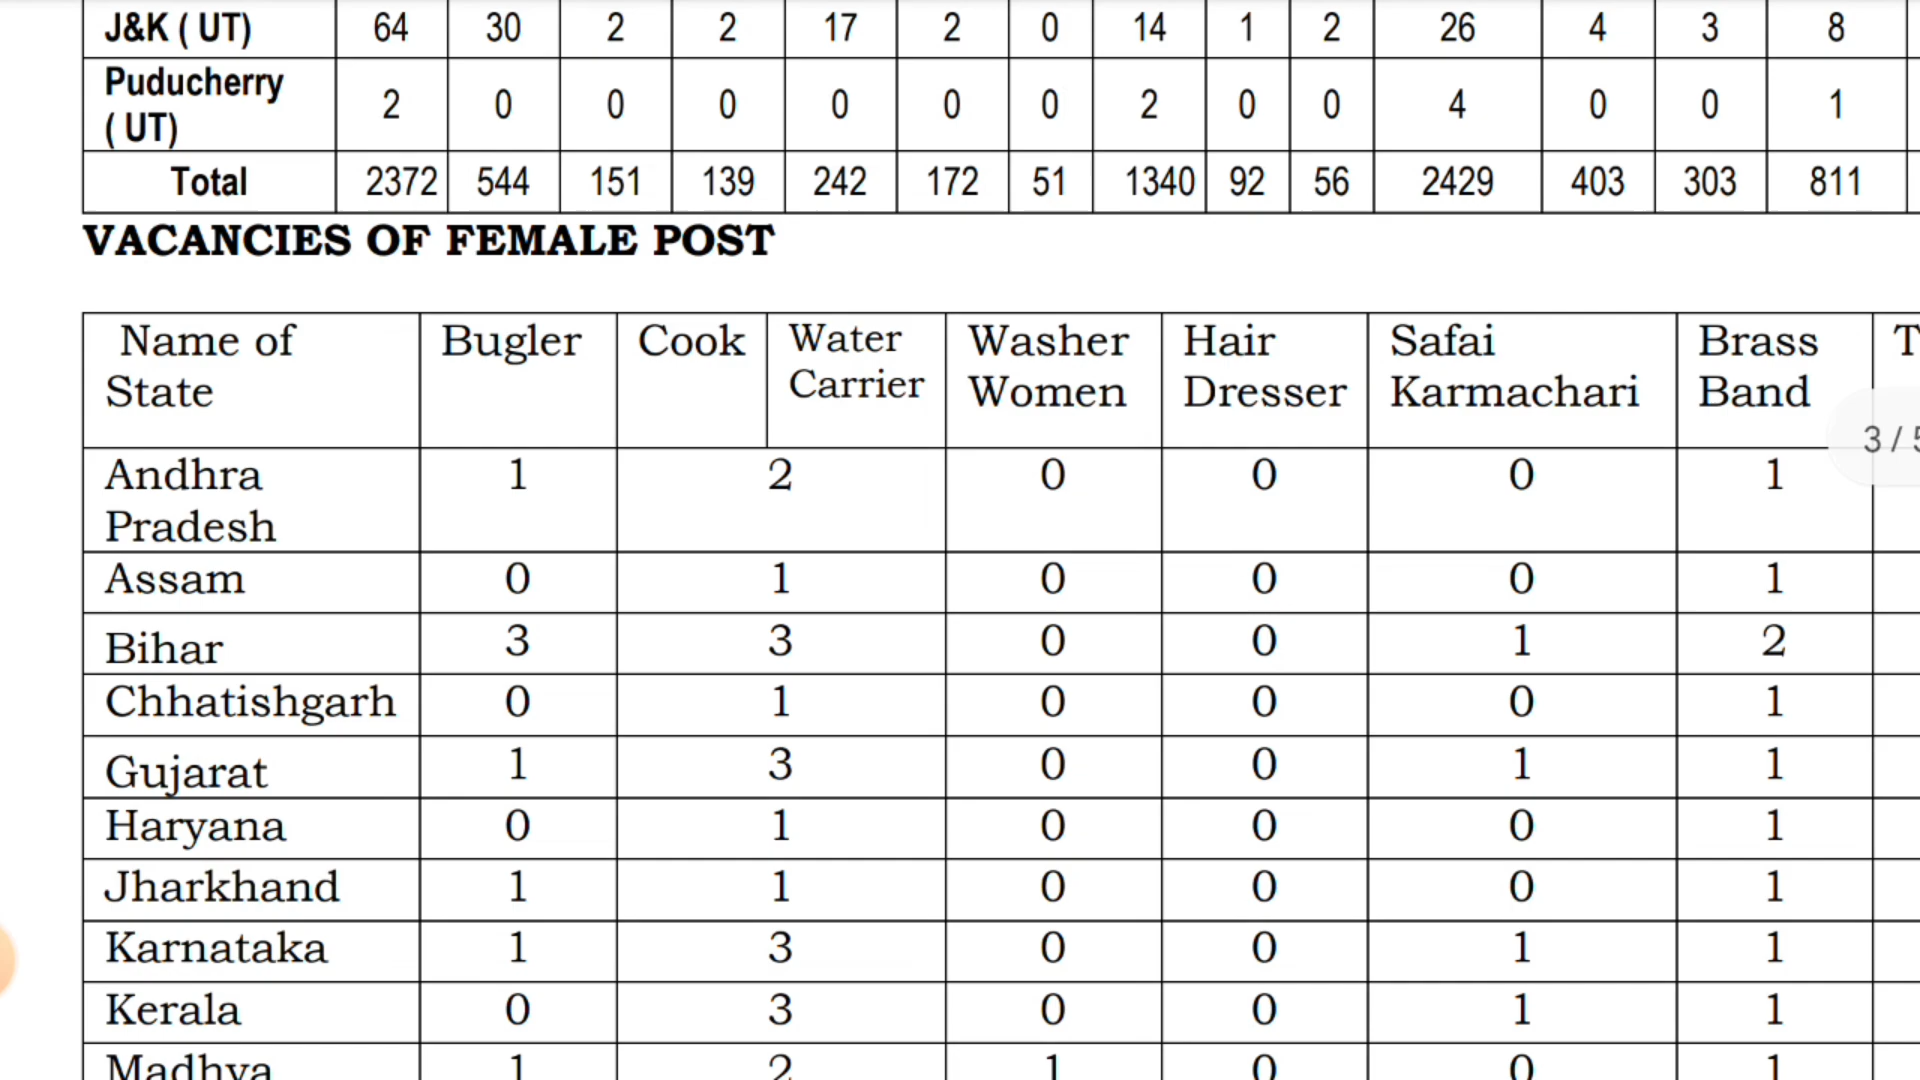 J&K ( UT) 64 30 2 2 17 2 0 14 1 2 26 4 3 8
Puducherry
( UT) 2 0 0 0 0 0 0 2 0 0 4 0 0 1
Total 2372 544 151 139 242 172 51 1340 92 56 2429 403 303 811
VACANCIES OF FEMALE POST
Name of State Bugler Cook Water Carrier Washer Women Hair Dresser Safai Karmachari Brass Band T
3 / 5
Andhra Pradesh 1 2 0 0 0 1
Assam 0 1 0 0 0 1
Bihar 3 3 0 0 1 2
Chhatishgarh 0 1 0 0 0 1
Gujarat 1 3 0 0 1 1
Haryana 0 1 0 0 0 1
Jharkhand 1 1 0 0 0 1
Karnataka 1 3 0 0 1 1
Kerala 0 3 0 0 1 1
Madhya 1 2 1 0 0 1